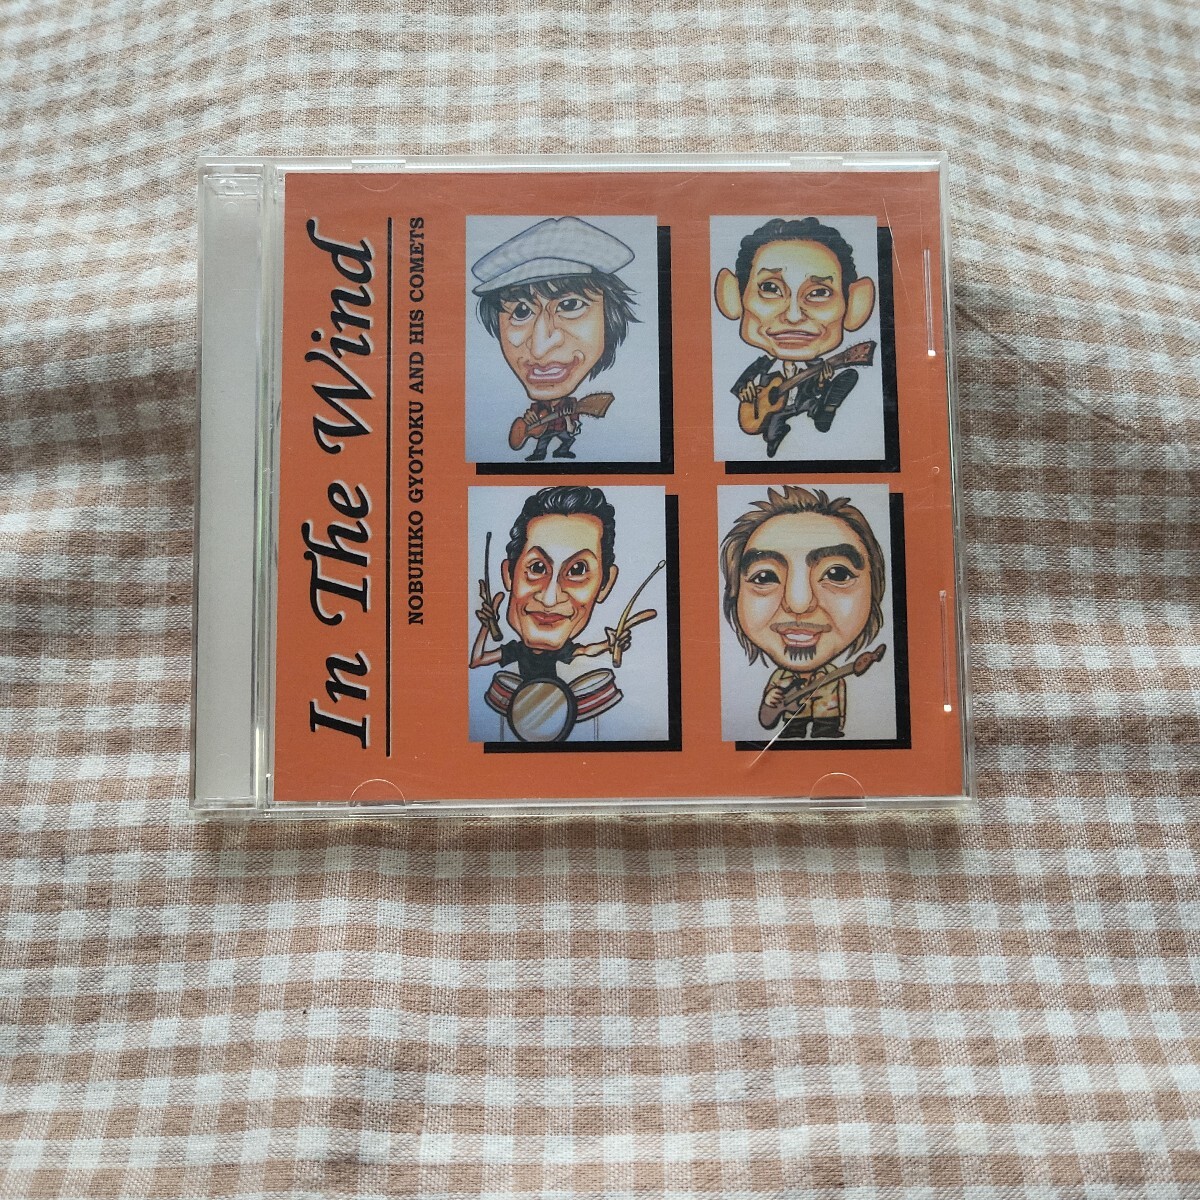 In The Wind
NOBUHIKO GYOTOKU AND HIS COMETS